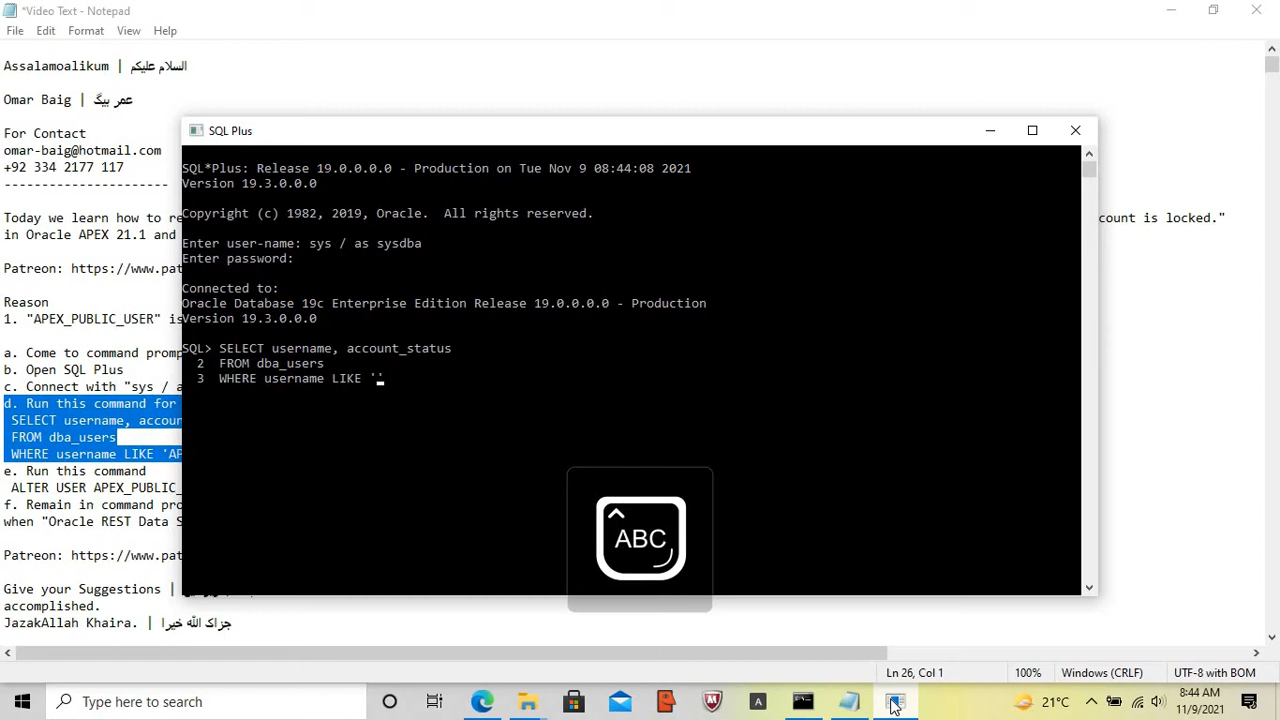 *Video Text - Notepad
File Edit Format View Help
Assalamoalikum | السلام عليكم
Omar Baig | عمر بیگ
For Contact
omar-baig@hotmail.com
+92 334 2177 117
----------------------
Today we learn how to re
count is locked."
in Oracle APEX 21.1 and
Patreon: https://www.pat
Reason
1. "APEX_PUBLIC_USER" is
a. Come to command promp
b. Open SQL Plus
c. Connect with "sys / a
d. Run this command for
SELECT username, accoun
FROM dba_users
WHERE username LIKE 'AP
e. Run this command
ALTER USER APEX_PUBLIC_
f. Remain in command pro
when "Oracle REST Data S
Patreon: https://www.pat
Give your Suggestions |
accomplished.
JazakAllah Khaira. | جزاک اللہ خیرا
SQL Plus
SQL*Plus: Release 19.0.0.0.0 - Production on Tue Nov 9 08:44:08 2021
Version 19.3.0.0.0
Copyright (c) 1982, 2019, Oracle. All rights reserved.
Enter user-name: sys / as sysdba
Enter password:
Connected to:
Oracle Database 19c Enterprise Edition Release 19.0.0.0.0 - Production
Version 19.3.0.0.0
SQL> SELECT username, account_status
2 FROM dba_users
3 WHERE username LIKE ''
ABC
Ln 26, Col 1 100% Windows (CRLF) UTF-8 with BOM
Type here to search
A
21°C
8:44 AM
11/9/2021